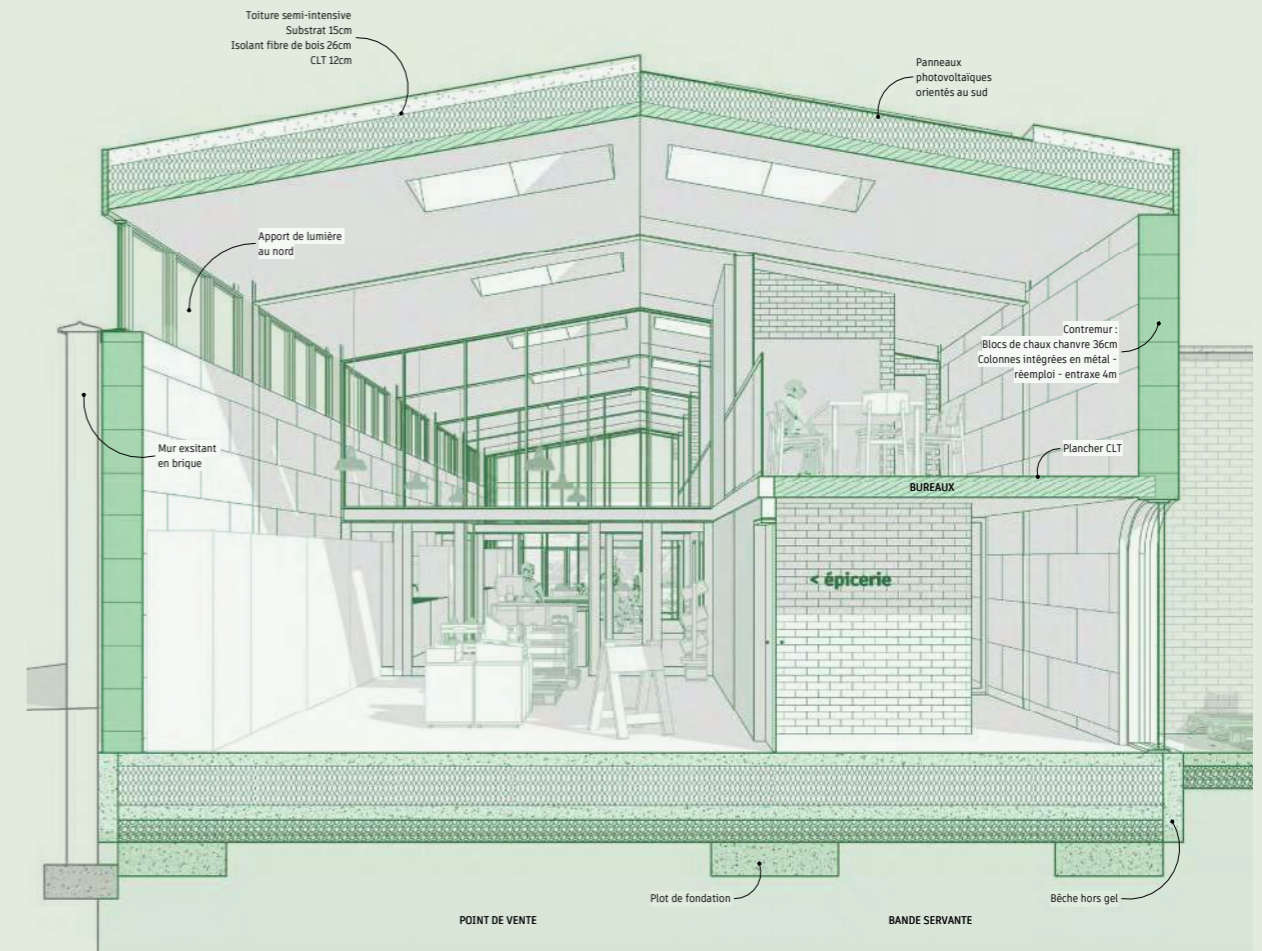 Toiture semi-intensive
Substrat 15cm
Isolant fibre de bois 26cm
CLT 12cm
Panneaux
photovoltaïques
orientés au sud
Apport de lumière
au nord
Contremur :
Blocs de chaux chanvre 36cm
Colonnes intégrées en métal -
réemploi - entraxe 4m
Mur exsitant
en brique
Plancher CLT
BUREAUX
< épicerie
Plot de fondation
Bêche hors gel
POINT DE VENTE
BANDE SERVANTE